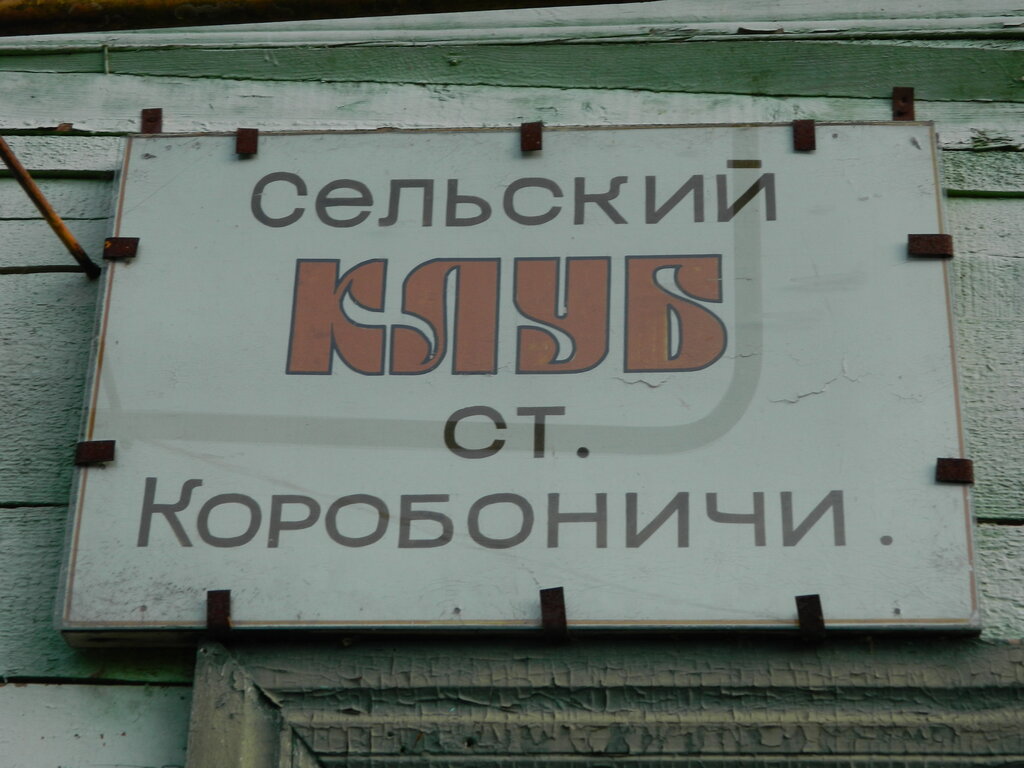 Сельский
КЛУБ
ст.
Коробоничи.